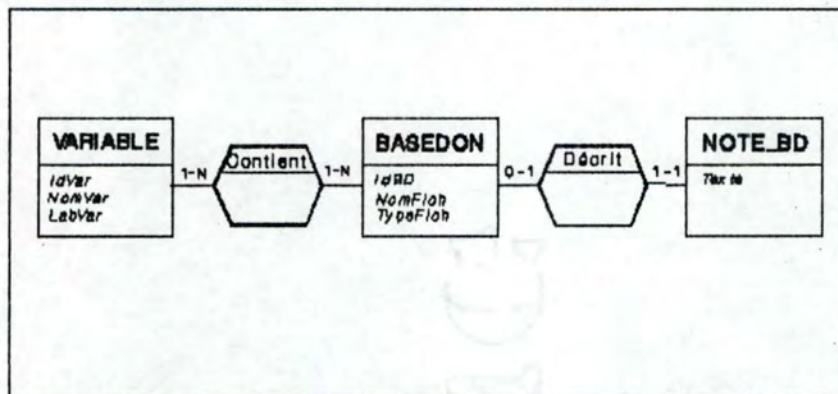 VARIABLE
IdVar
NomVar
LabVar
1-N
Contient
1-N
BASEDON
IdBD
NomFich
TypeFich
0-1
Décrit
1-1
NOTE_BD
Texte